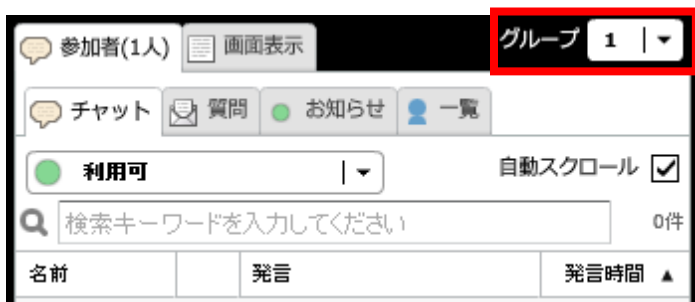 参加者(1人) 画面表示 グループ 1
チャット 質問 お知らせ 一覧
利用可 自動スクロール
検索キーワードを入力してください 0件
名前 発言 発言時間 ▲